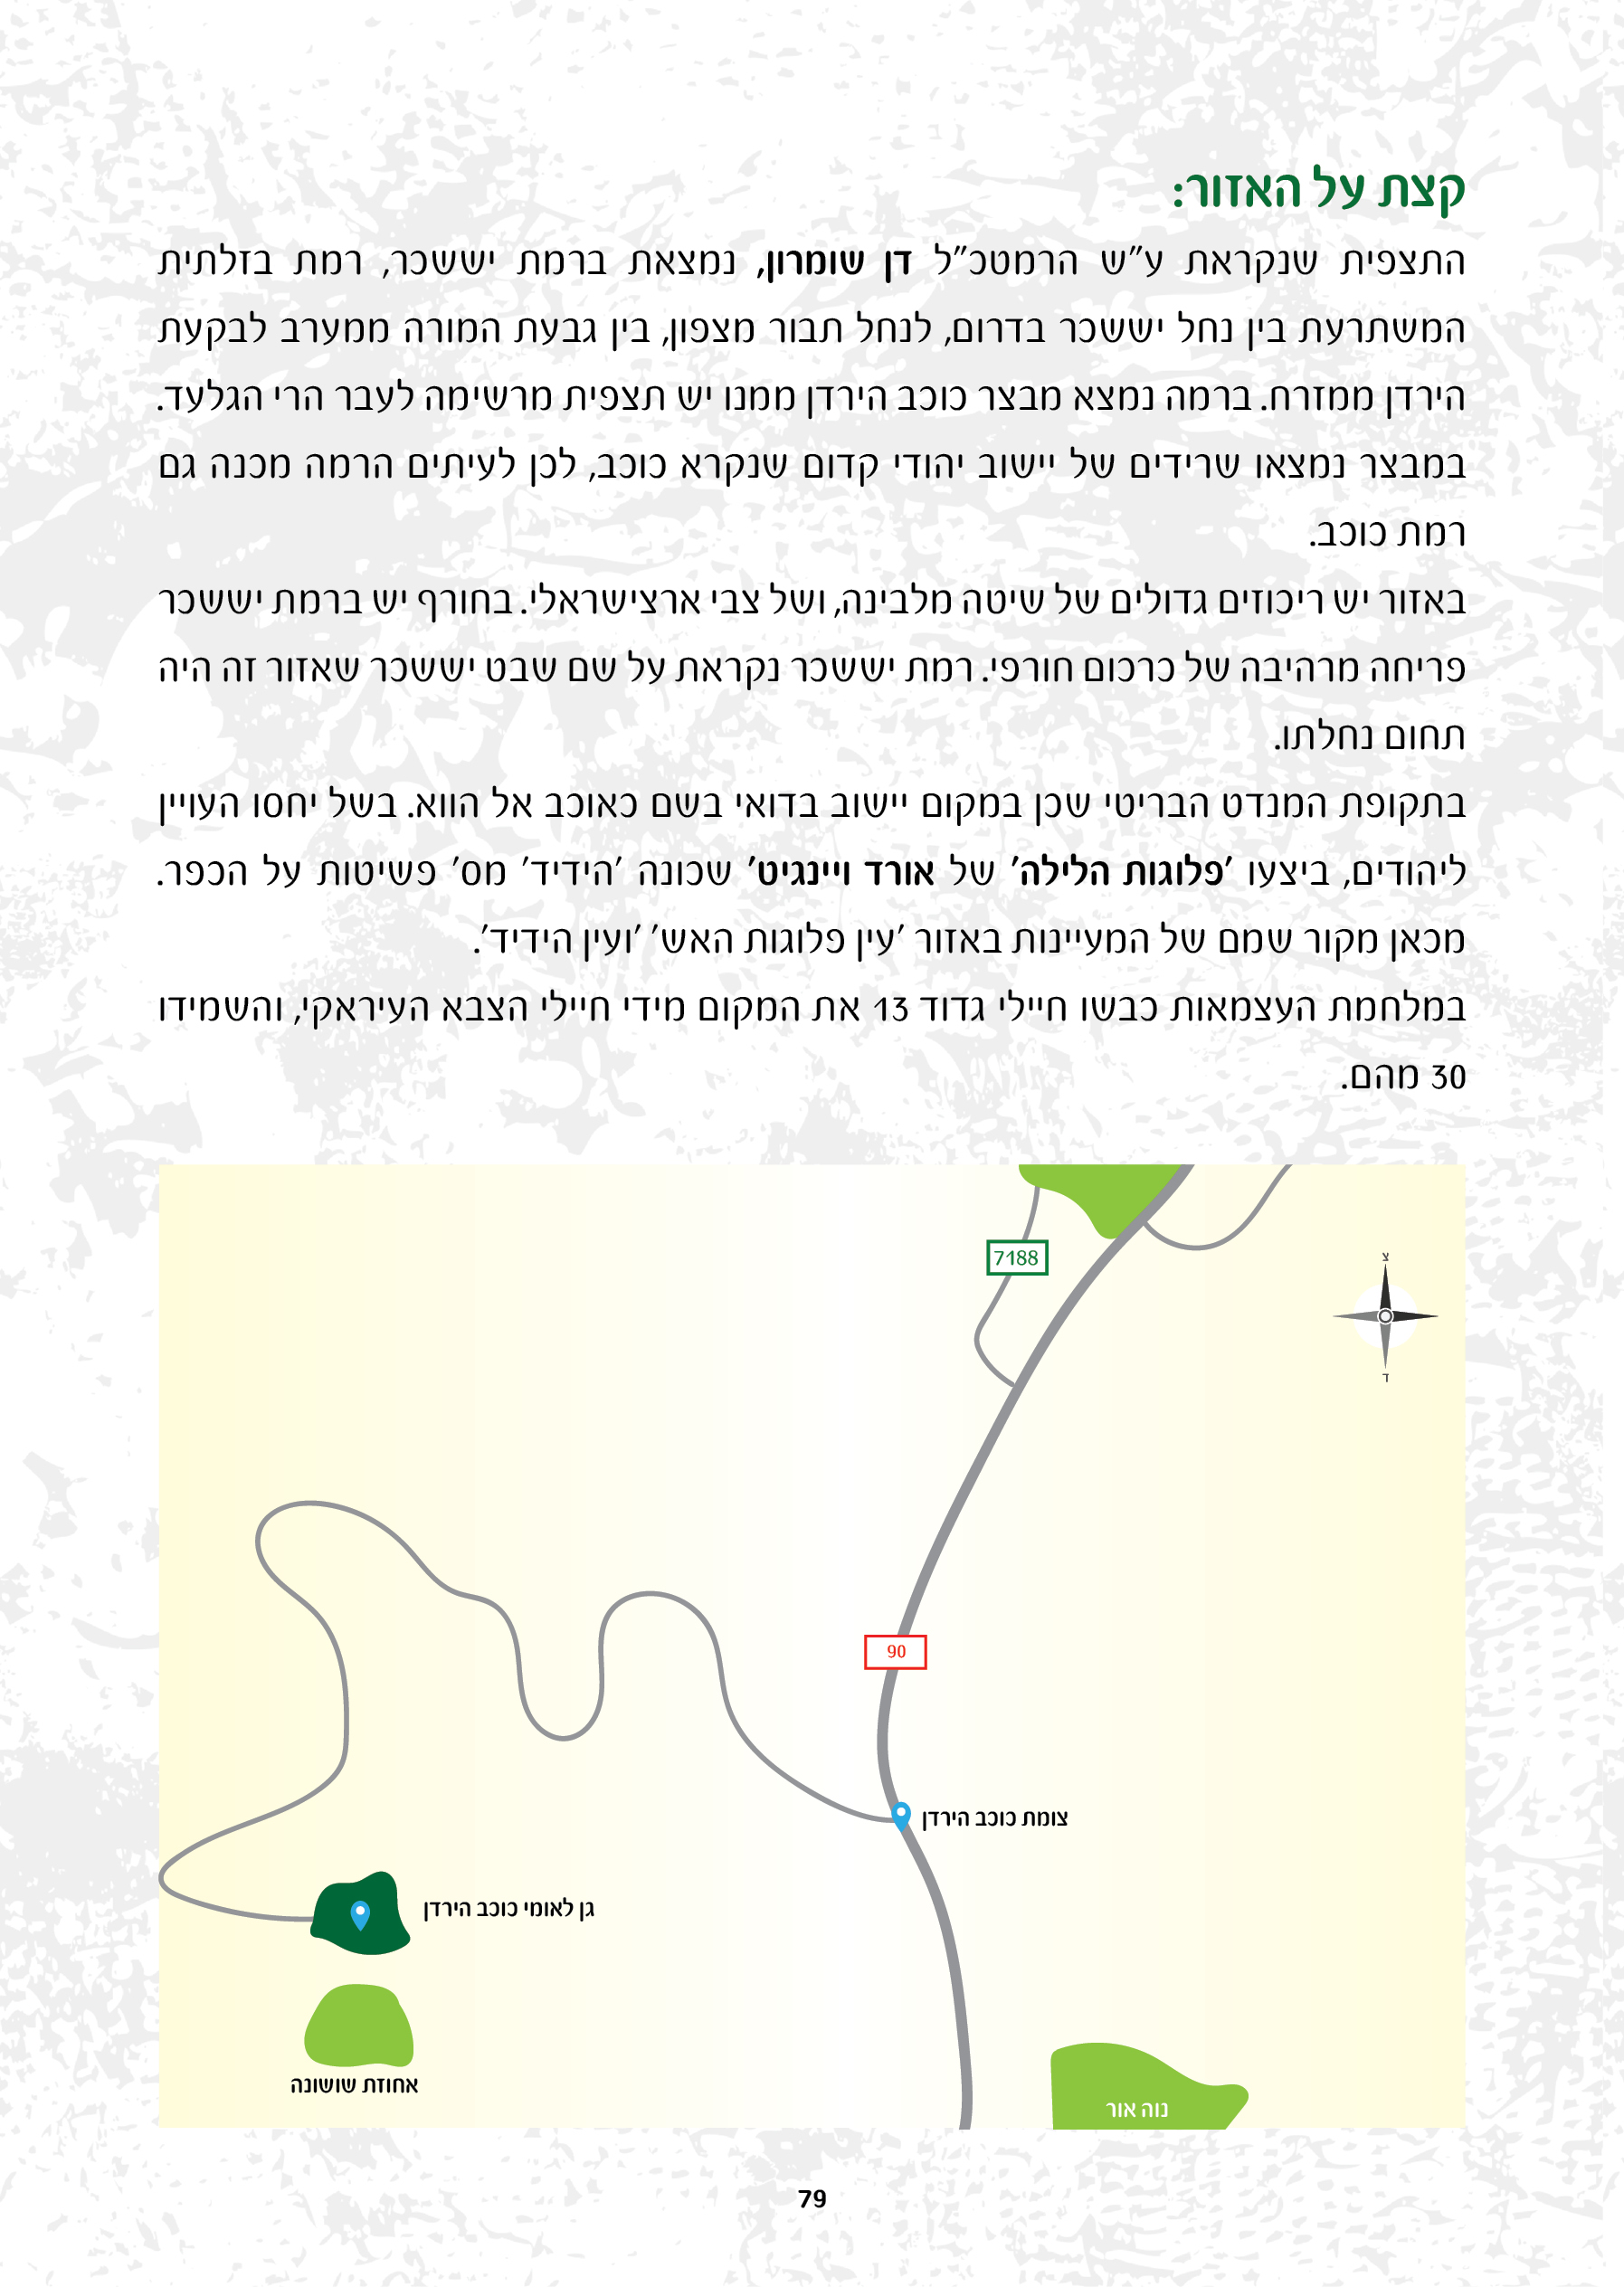 קצת על האזור:
התצפית שנקראת ע"ש הרמטכ"ל דן שומרון, נמצאת ברמת יששכר, רמת בזלתית
המשתרעת בין נחל יששכר בדרום, לנחל תבור מצפון, בין גבעת המורה ממערב לבקעת
הירדן ממזרח. ברמה נמצא מבצר כוכב הירדן ממנו יש תצפית מרשימה לעבר הרי הגלעד.
במבצר נמצאו שרידים של יישוב יהודי קדום שנקרא כוכב, לכן לעיתים הרמה מכנה גם
רמת כוכב.
באזור יש ריכוזים גדולים של שיטה מלבינה, ושל צבי ארצישראלי. בחורף יש ברמת יששכר
פריחה מרהיבה של כרכום חורפי. רמת יששכר נקראת על שם שבט יששכר שאזור זה היה
תחום נחלתו.
בתקופת המנדט הבריטי שכן במקום יישוב בדואי בשם כאוכב אל הווא. בשל יחסו העויין
ליהודים, ביצעו 'פלוגות הלילה' של אורד ויינגיט' שכונה 'הידיד' מס' פשיטות על הכפר.
מכאן מקור שמם של המעיינות באזור 'עין פלוגות האש' 'ועין הידיד'.
במלחמת העצמאות כבשו חיילי גדוד 13 את המקום מידי חיילי הצבא העיראקי, והשמידו
30 מהם.
7188
צ
ד
90
צומת כוכב הירדן
גן לאומי כוכב הירדן
אחוזת שושונה
נוה אור
79